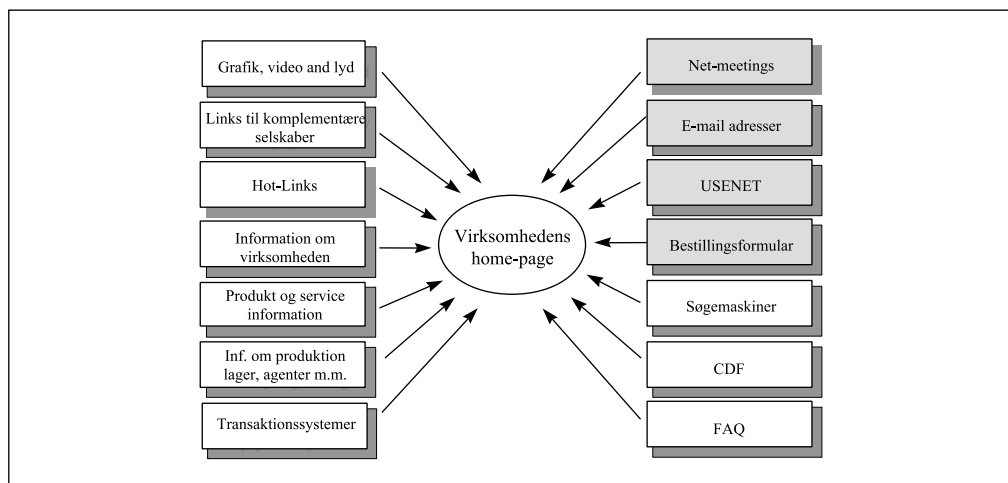 Grafik, video and lyd
Links til komplementære
selskaber
Hot-Links
Information om
virksomheden
Produkt og service
information
Inf. om produktion
lager, agenter m.m.
Transaktionssystemer
Virksomhedens
home-page
Net-meetings
E-mail adresser
USENET
Bestillingsformular
Søgemaskiner
CDF
FAQ